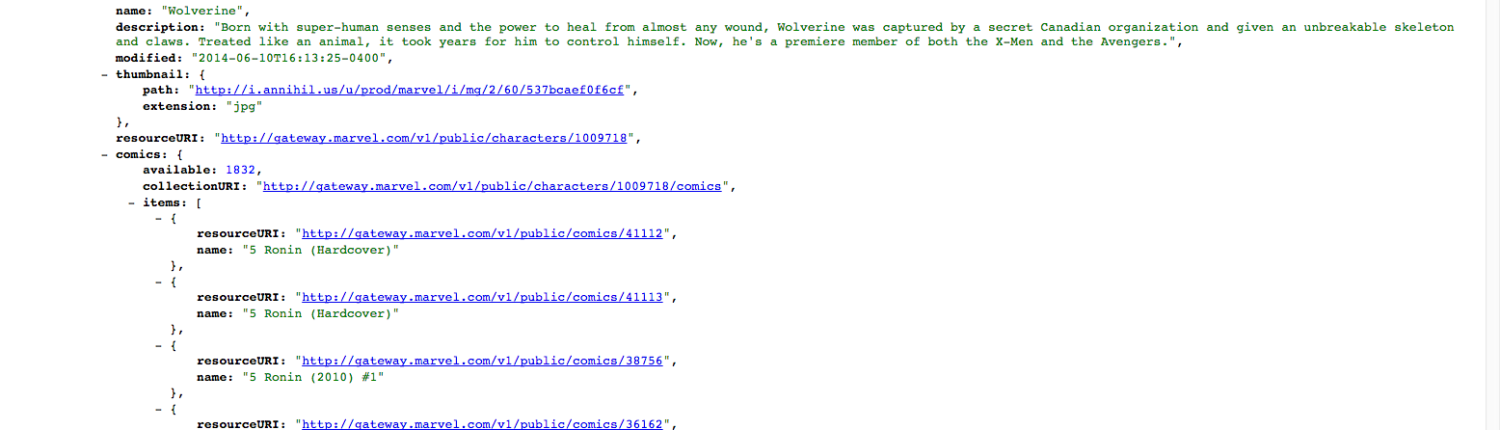 name: "Wolverine",
description: "Born with super-human senses and the power to heal from almost any wound, Wolverine was captured by a secret Canadian organization and given an unbreakable skeleton
and claws. Treated like an animal, it took years for him to control himself. Now, he's a premiere member of both the X-Men and the Avengers.",
modified: "2014-06-10T16:13:25-0400",
- thumbnail: {
path: "http://i.annihil.us/u/prod/marvel/i/mg/2/60/537bcaef0f6cf",
extension: "jpg"
},
resourceURI: "http://gateway.marvel.com/v1/public/characters/1009718",
- comics: {
available: 1832,
collectionURI: "http://gateway.marvel.com/v1/public/characters/1009718/comics",
- items: [
- {
resourceURI: "http://gateway.marvel.com/v1/public/comics/41112",
name: "5 Ronin (Hardcover)"
},
- {
resourceURI: "http://gateway.marvel.com/v1/public/comics/41113",
name: "5 Ronin (Hardcover)"
},
- {
resourceURI: "http://gateway.marvel.com/v1/public/comics/38756",
name: "5 Ronin (2010) #1"
},
- {
resourceURI: "http://gateway.marvel.com/v1/public/comics/36162",